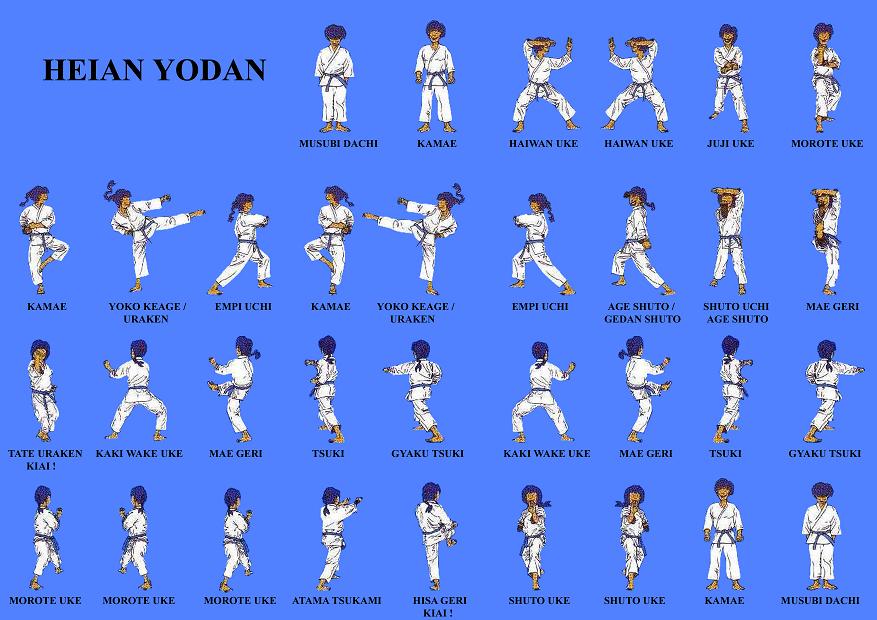 HEIAN YODAN
MUSUBI DACHI
KAMAE
HAIWAN UKE
HAIWAN UKE
JUJI UKE
MOROTE UKE
KAMAE
YOKO KEAGE /
URAKEN
EMPI UCHI
KAMAE
YOKO KEAGE /
URAKEN
EMPI UCHI
AGE SHUTO /
GEDAN SHUTO
SHUTO UCHI
AGE SHUTO
MAE GERI
TATE URAKEN
KIAI !
KAKI WAKE UKE
MAE GERI
TSUKI
GYAKU TSUKI
KAKI WAKE UKE
MAE GERI
TSUKI
GYAKU TSUKI
MOROTE UKE
MOROTE UKE
MOROTE UKE
ATAMA TSUKAMI
HISA GERI
KIAI !
SHUTO UKE
SHUTO UKE
KAMAE
MUSUBI DACHI